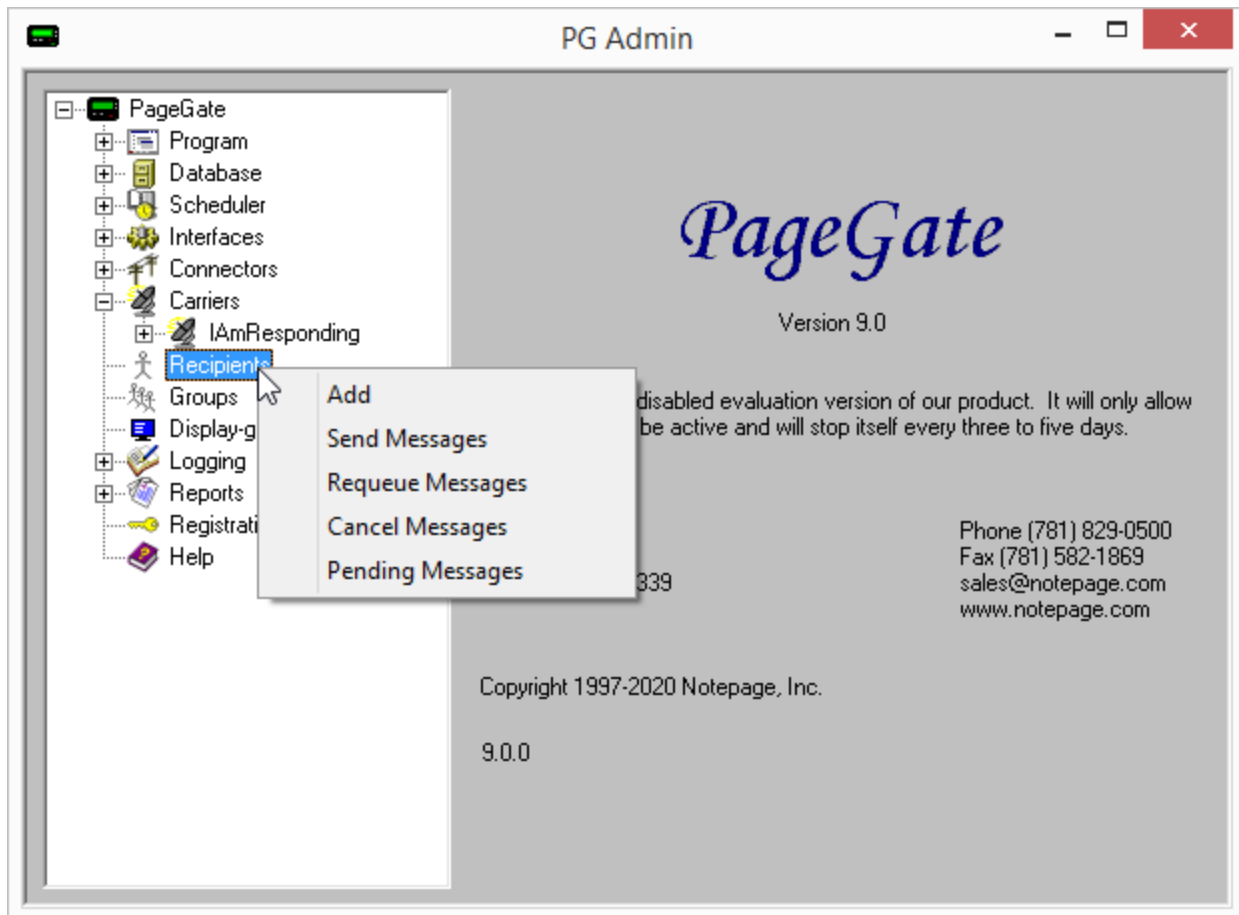 PG Admin
PageGate
Program
Database
Scheduler
Interfaces
Connectors
Carriers
IAmResponding
Recipients
Groups
Display-g
Logging
Reports
Registrati
Help
Add
Send Messages
Requeue Messages
Cancel Messages
Pending Messages
PageGate
Version 9.0
disabled evaluation version of our product. It will only allow
be active and will stop itself every three to five days.
339
Phone (781) 829-0500
Fax (781) 582-1869
sales@notepage.com
www.notepage.com
Copyright 1997-2020 Notepage, Inc.
9.0.0